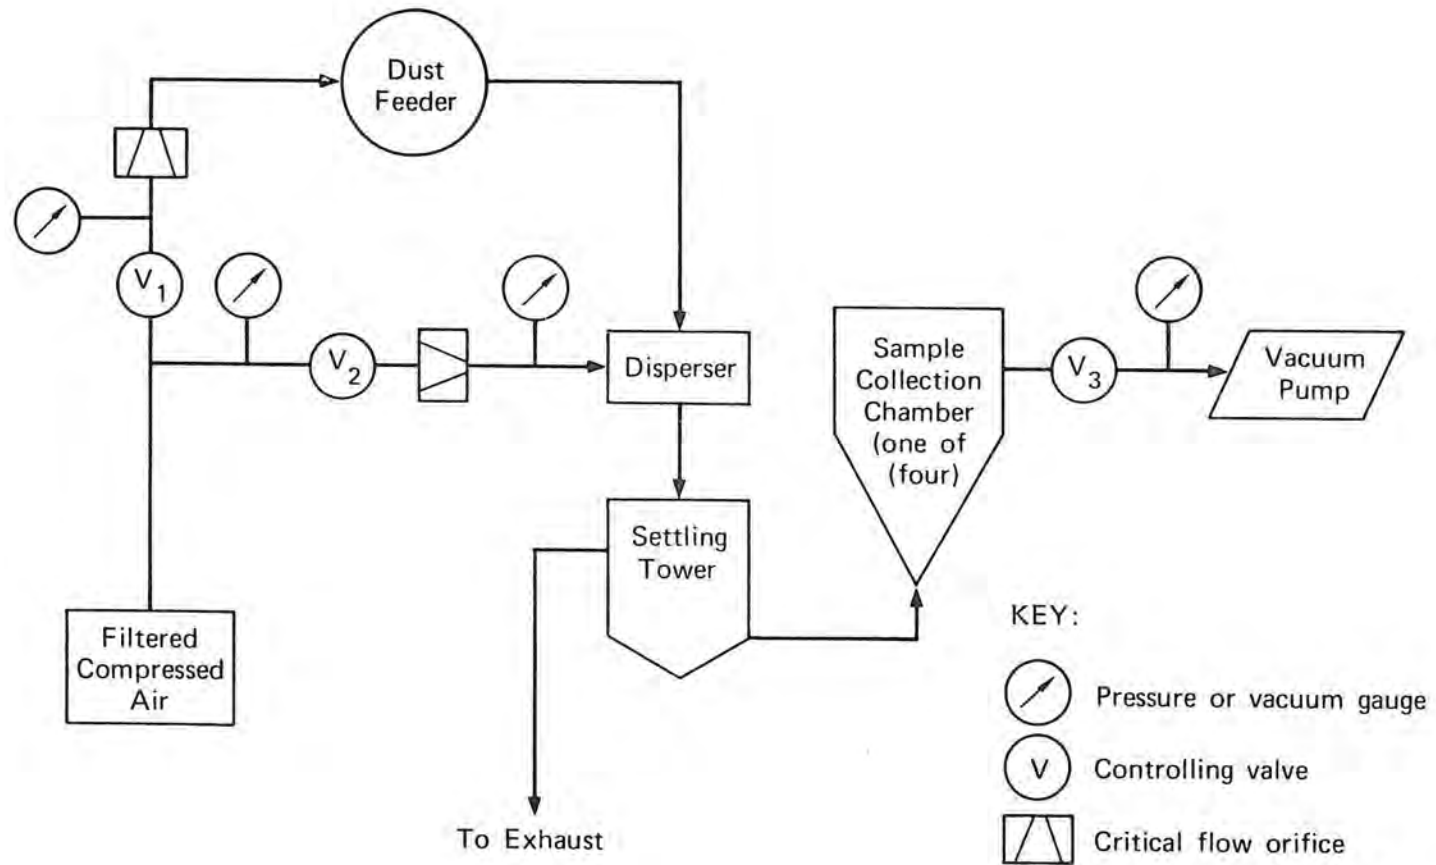 Dust
Feeder
V1
V2
Disperser
Sample
Collection
Chamber
(one of
(four)
V3
Vacuum
Pump
Settling
Tower
Filtered
Compressed
Air
To Exhaust
KEY:
Pressure or vacuum gauge
V
Controlling valve
Critical flow orifice